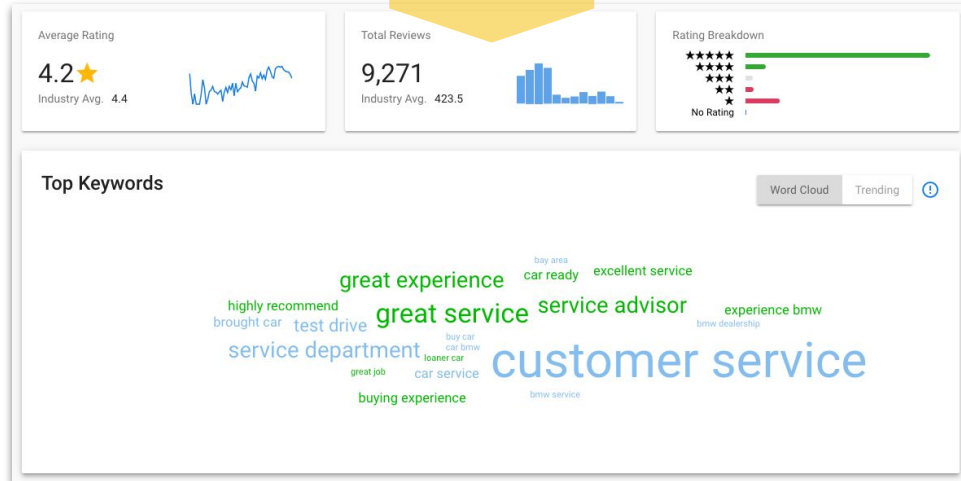 Average Rating
4.2
Industry Avg. 4.4
Total Reviews
9,271
Industry Avg. 423.5
Rating Breakdown
★★★★★
★★★★
★★★
★★
★
No Rating
Top Keywords
Word Cloud
Trending
bay area
great experience
car ready
excellent service
highly recommend
great service
service advisor
experience bmw
brought car
test drive
bmw dealership
buy car
service department
car bmw
customer service
loaner car
great job
car service
buying experience
bmw service